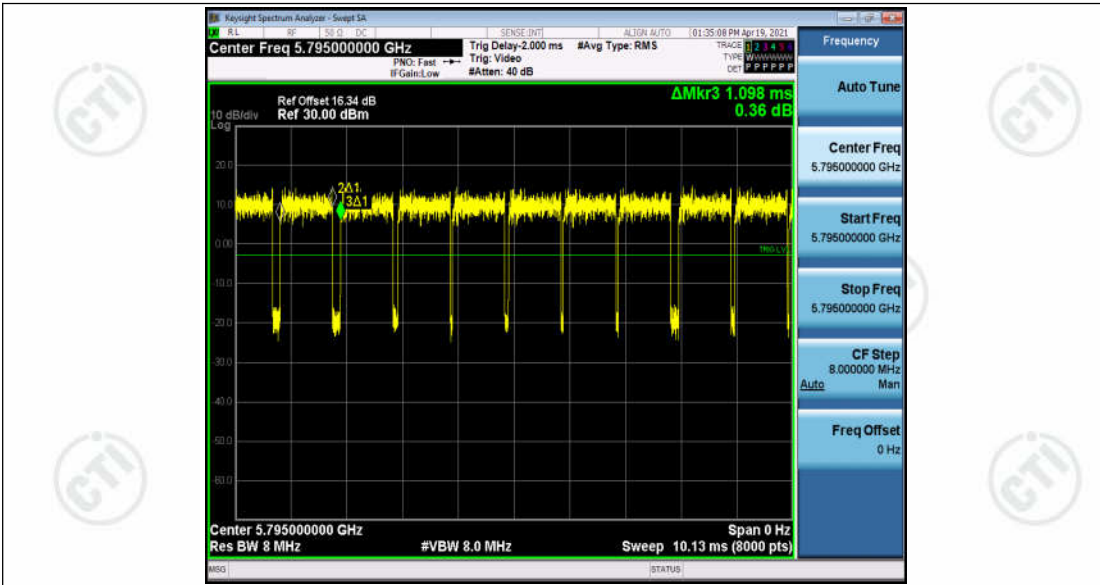 Keysight Spectrum Analyzer - Swept SA
RL RF 50 Ω DC SENSE:INT ALIGN AUTO 01:35:08 PM Apr 19, 2021
Center Freq 5.795000000 GHz
PNO: Fast
IFGain:Low
Trig Delay-2.000 ms
Trig: Video
#Atten: 40 dB
#Avg Type: RMS
TRACE 1 2 3 4 5 6
TYPE WWWWWW
DET P P P P P P
Frequency
Ref Offset 16.34 dB
10 dB/div Ref 30.00 dBm
Log
ΔMkr3 1.098 ms
0.36 dB
20.0
10.0
0.00
-10.0
-20.0
-30.0
-40.0
-50.0
-60.0
2Δ1
3Δ1
TRIG LVL
Center 5.795000000 GHz
Span 0 Hz
Res BW 8 MHz
#VBW 8.0 MHz
Sweep 10.13 ms (8000 pts)
MSG
STATUS
Auto Tune
Center Freq
5.795000000 GHz
Start Freq
5.795000000 GHz
Stop Freq
5.795000000 GHz
CF Step
8.000000 MHz
Auto Man
Freq Offset
0 Hz
CTI
CTI
CTI
CTI